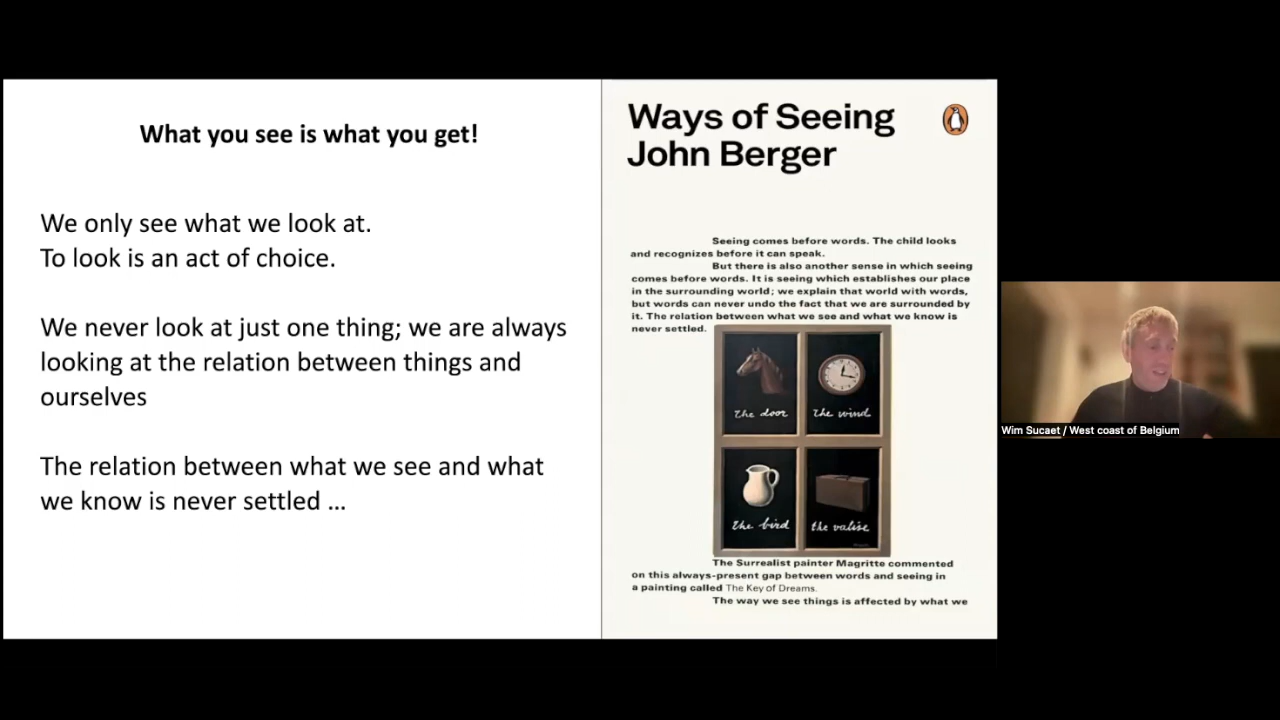 What you see is what you get!
We only see what we look at.
To look is an act of choice.
We never look at just one thing; we are always
looking at the relation between things and
ourselves
The relation between what we see and what
we know is never settled ...
Ways of Seeing
John Berger
Seeing comes before words. The child looks
and recognizes before it can speak.
But there is also another sense in which seeing
comes before words. It is seeing which establishes our place
in the surrounding world; we explain that world with words,
but words can never undo the fact that we are surrounded by
it. The relation between what we see and what we know is
never settled.
the door
the wind
the bird
the valise
The Surrealist painter Magritte commented
on this always-present gap between words and seeing in
a painting called The Key of Dreams.
The way we see things is affected by what we
Wim Sucaet / West coast of Belgium